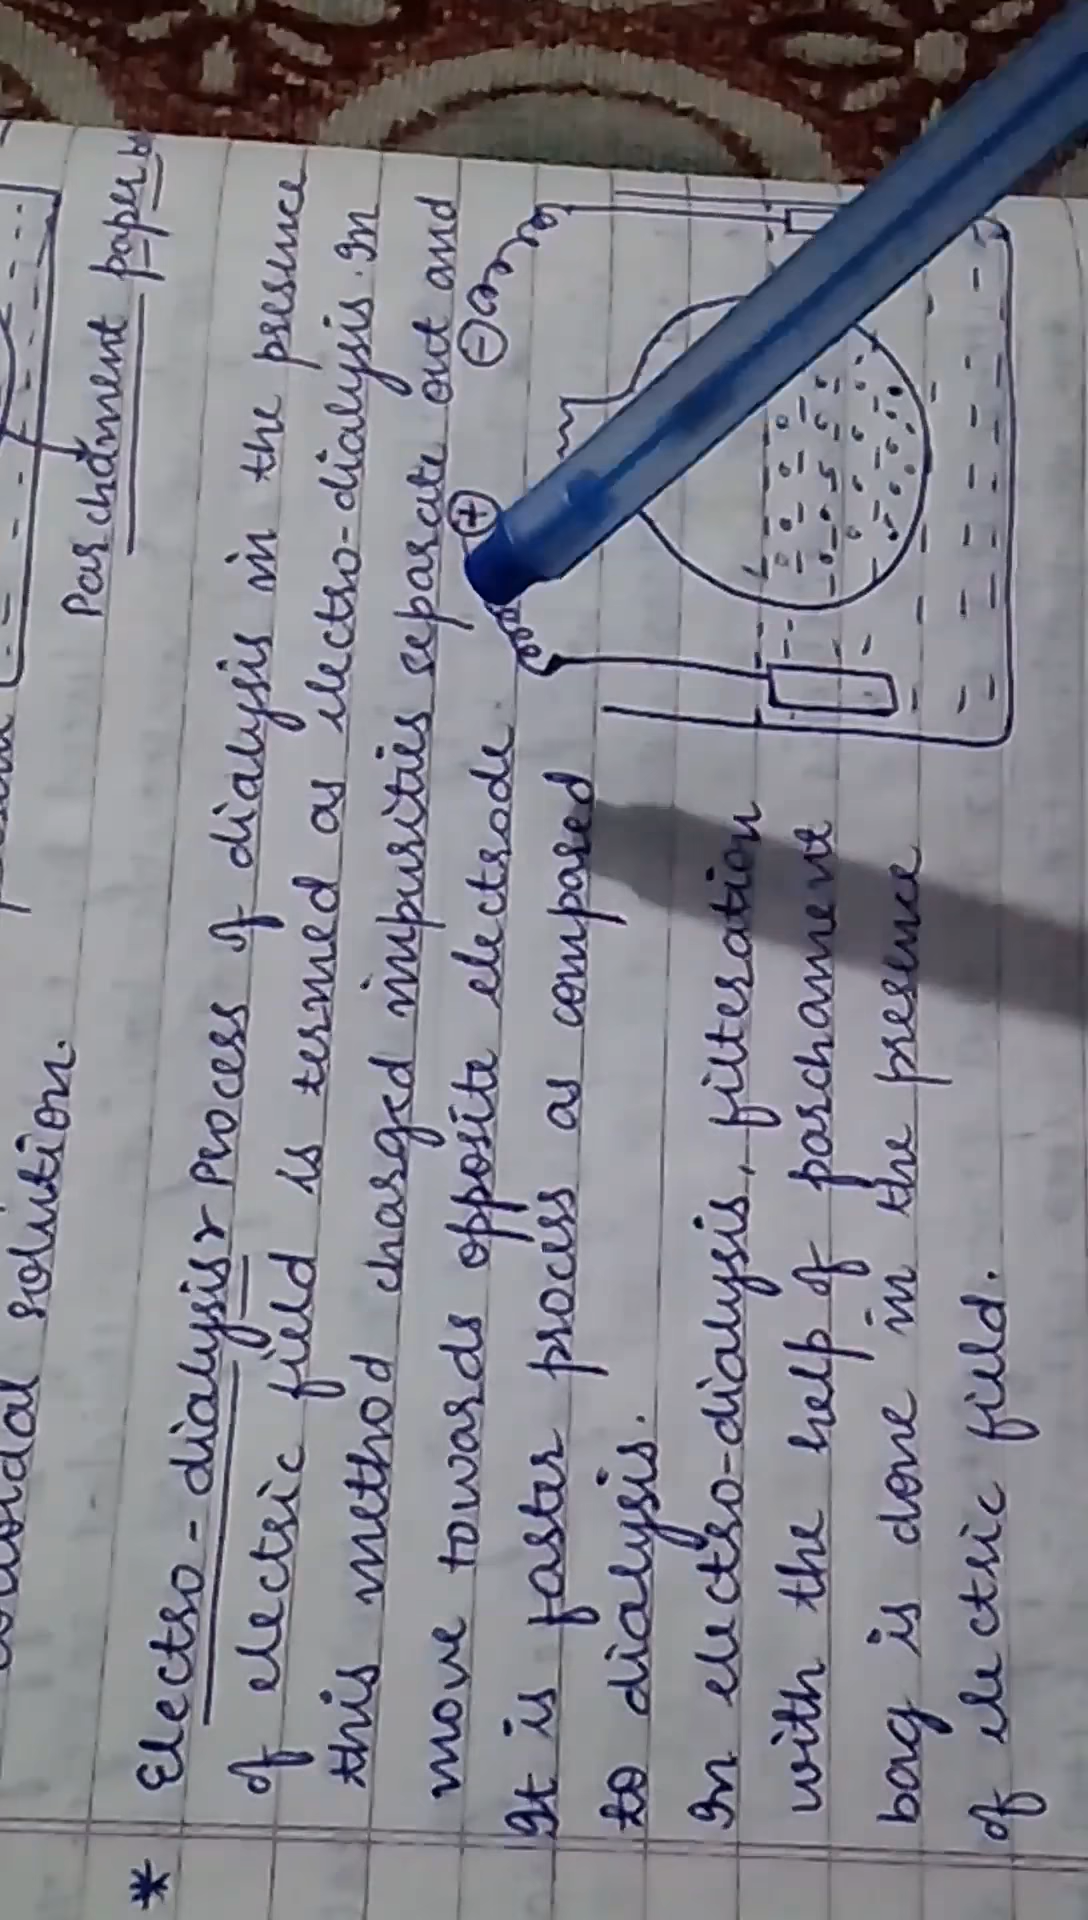 solution.
Parchament paper
* Electro-dialysis Process of dialysis in the presence
of electric field is termed as electro-dialysis. In
this method charged impurities separate out and
move towards opposite electrode.
It is faster process as compared
to dialysis.
In electro-dialysis, filteration
with the help of parchament
bag is done in the presence
of electric field.
+
-